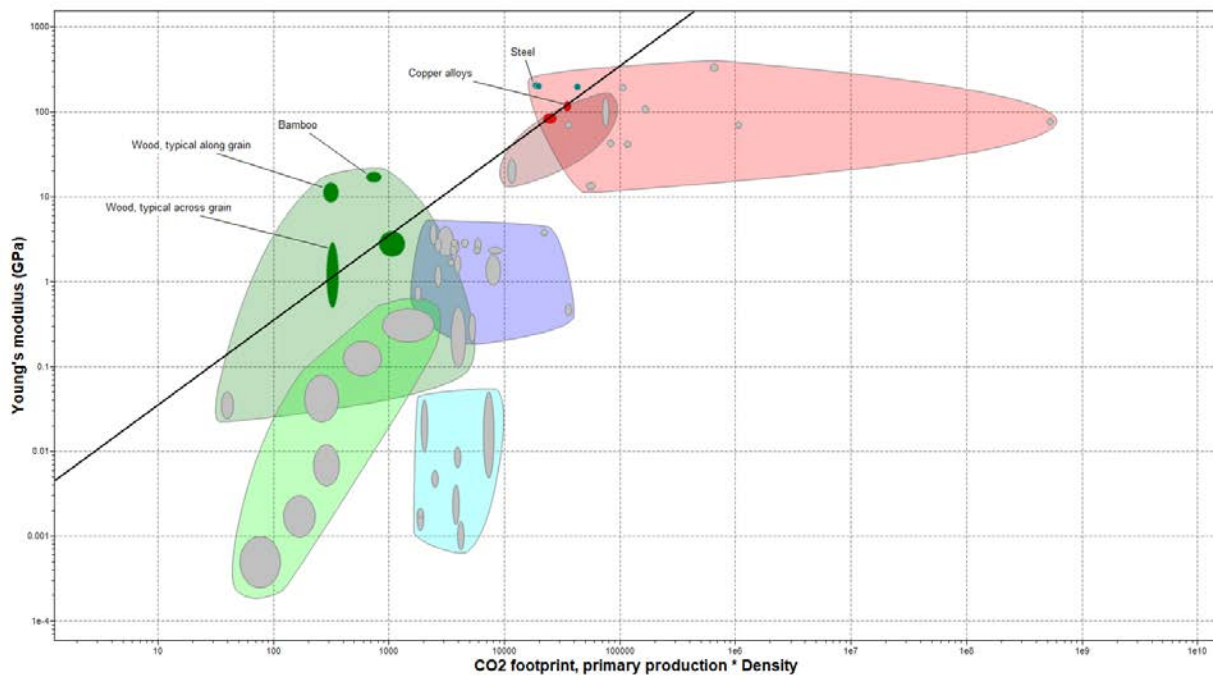 1000
Steel
Copper alloys
100
Bamboo
Wood, typical along grain
10
Wood, typical across grain
1
0.1
0.01
0.001
1e-4
Young's modulus (GPa)
10 100 1000 10000 100000 1e6 1e7 1e8 1e9 1e10
CO2 footprint, primary production * Density